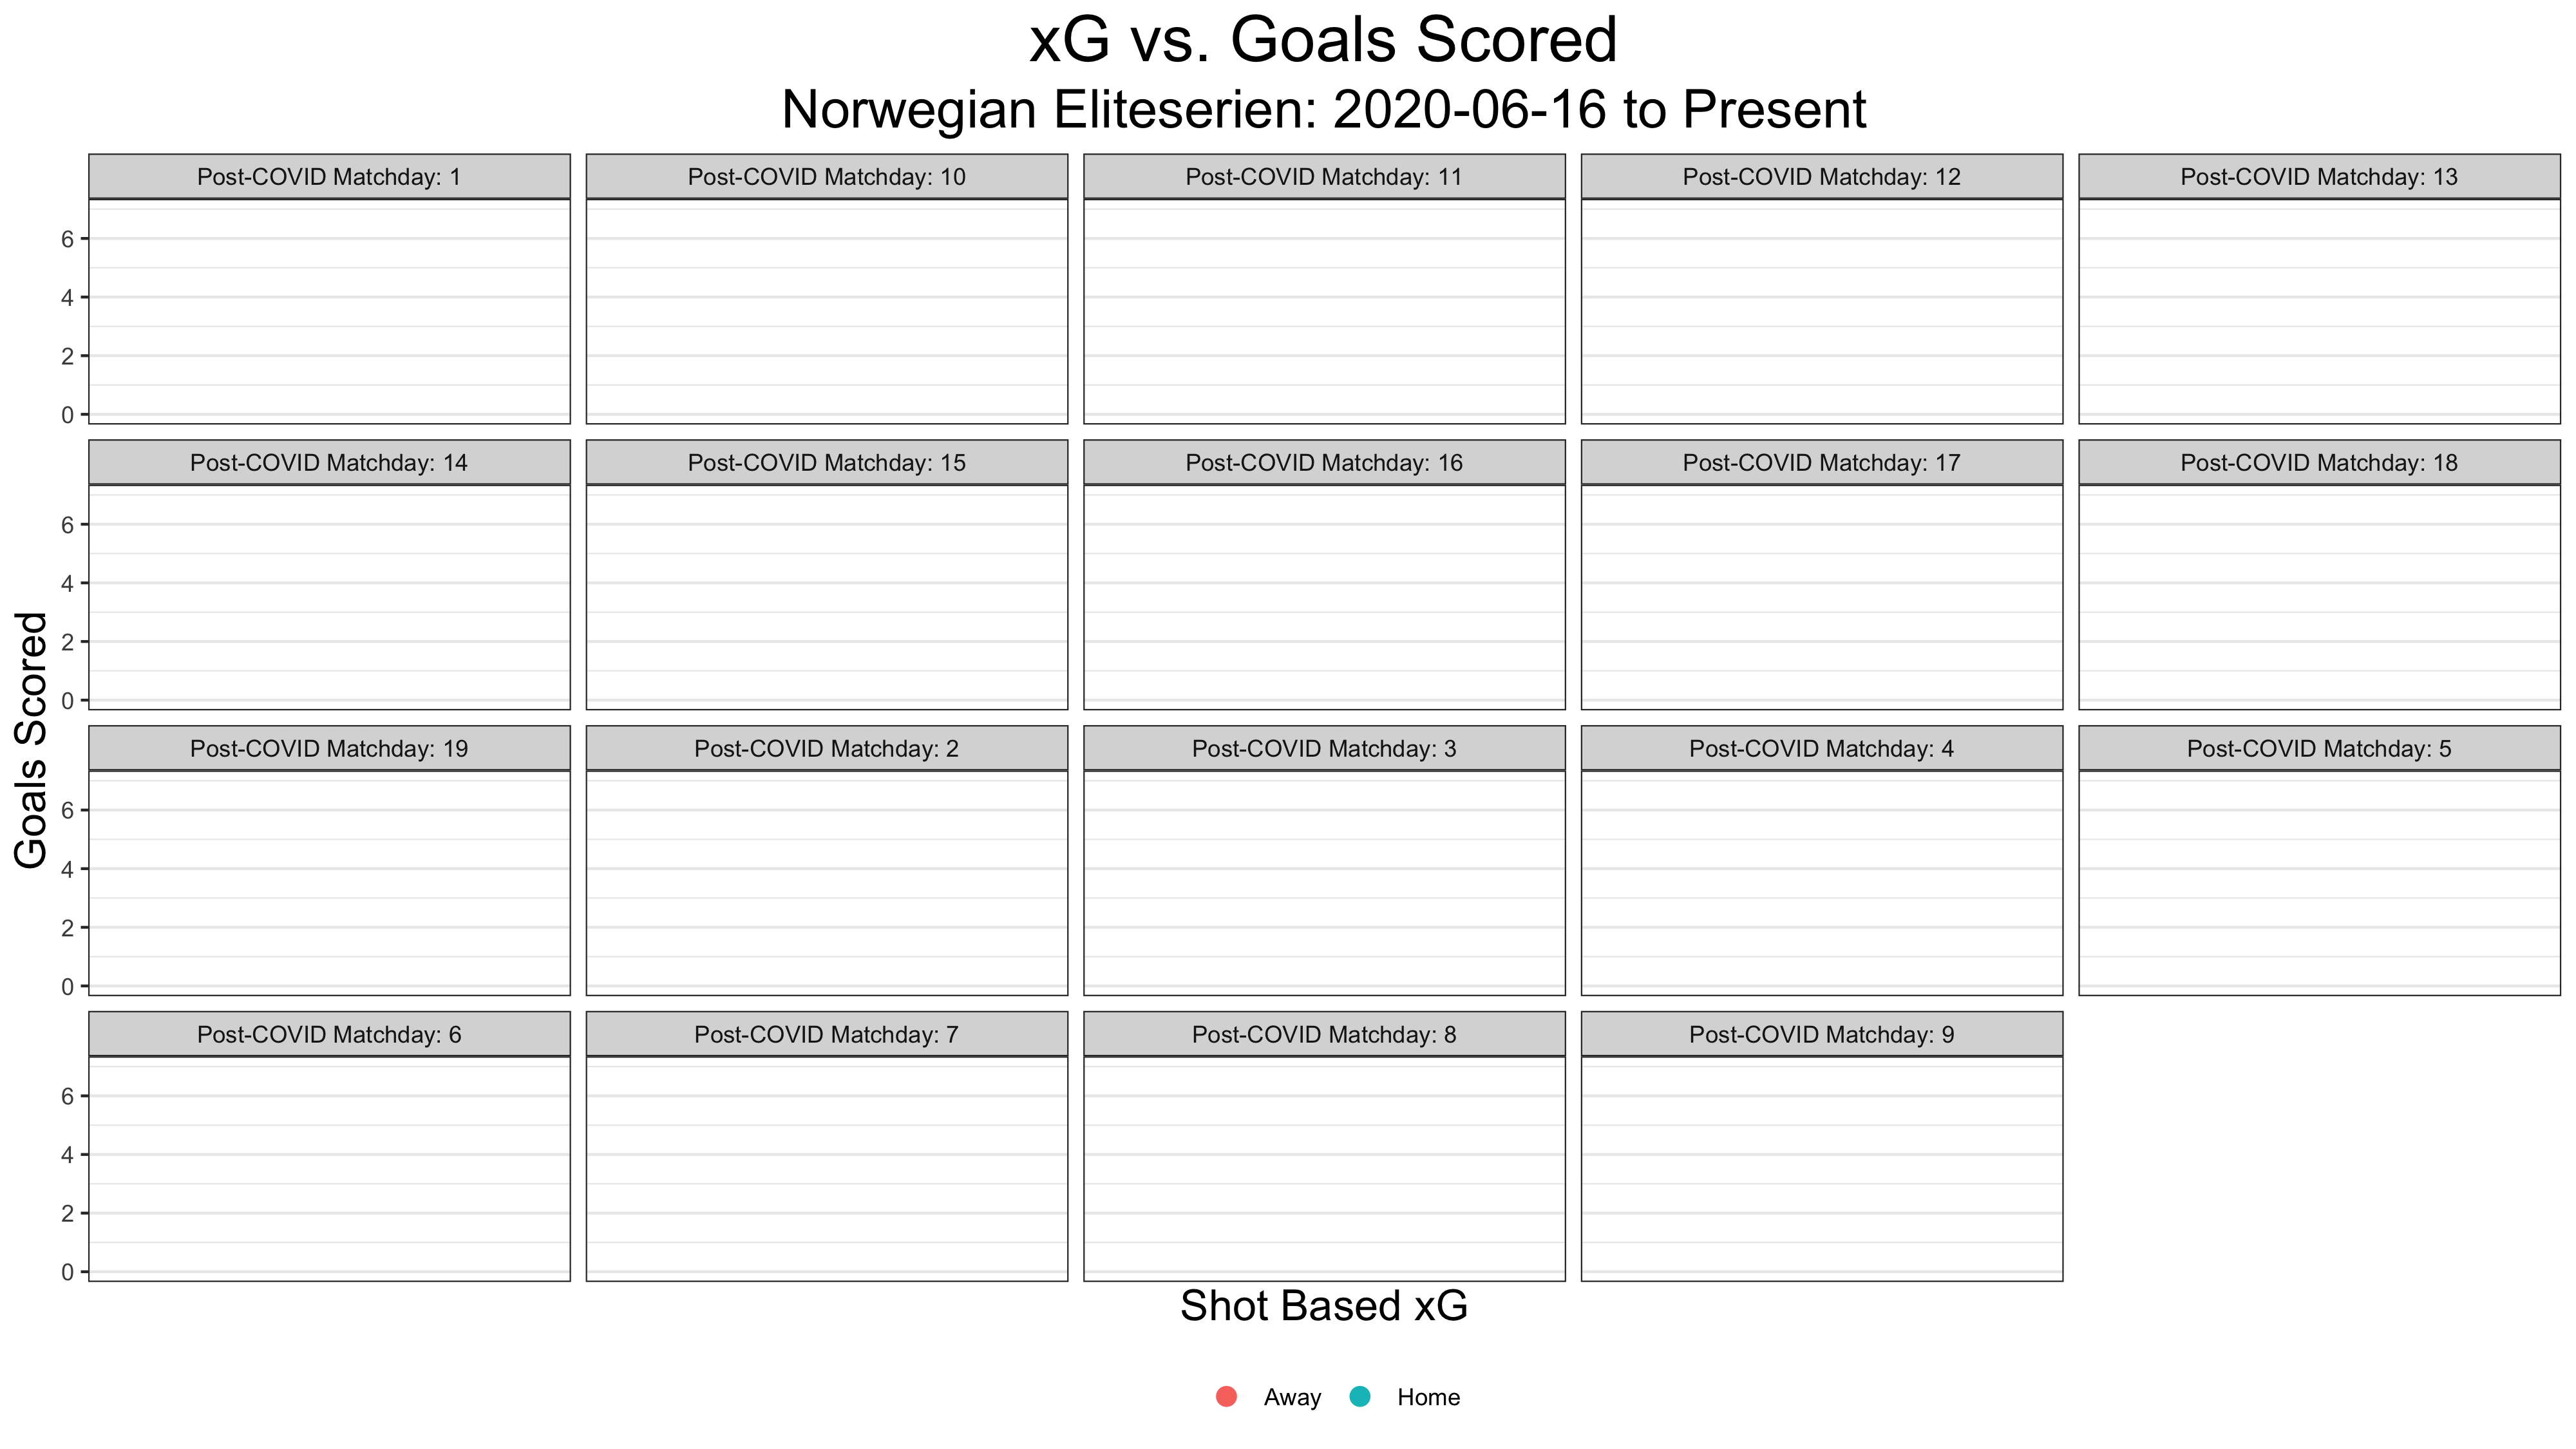 xG vs. Goals Scored
Norwegian Eliteserien: 2020-06-16 to Present
Post-COVID Matchday: 1
Post-COVID Matchday: 10
Post-COVID Matchday: 11
Post-COVID Matchday: 12
Post-COVID Matchday: 13
6
4
2
0
Post-COVID Matchday: 14
Post-COVID Matchday: 15
Post-COVID Matchday: 16
Post-COVID Matchday: 17
Post-COVID Matchday: 18
6
4
2
0
Goals Scored
Post-COVID Matchday: 19
Post-COVID Matchday: 2
Post-COVID Matchday: 3
Post-COVID Matchday: 4
Post-COVID Matchday: 5
6
4
2
0
Post-COVID Matchday: 6
Post-COVID Matchday: 7
Post-COVID Matchday: 8
Post-COVID Matchday: 9
6
4
2
0
Shot Based xG
Away
Home